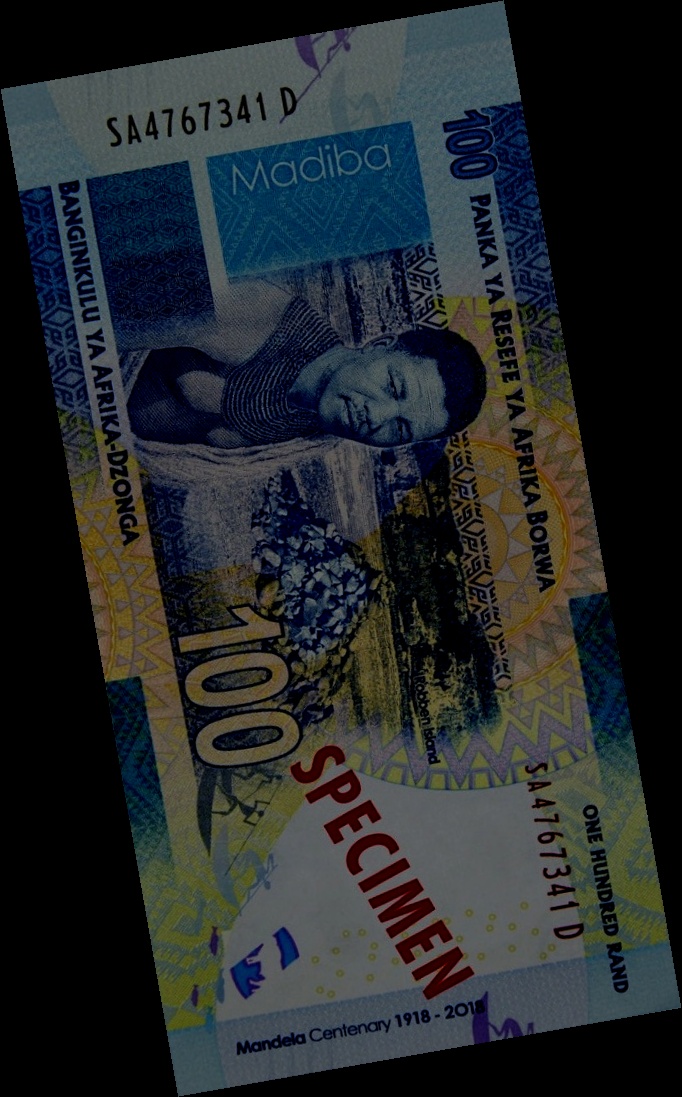 SA4767341 D
Madiba
100
PANKA YA RESEFE YA AFRIKA BORWA
BANGINKULU YA AFRIKA-DZONGA
Robben Island
100
SPECIMEN
SA4767341 D
ONE HUNDRED RAND
Mandela Centenary 1918 - 2018